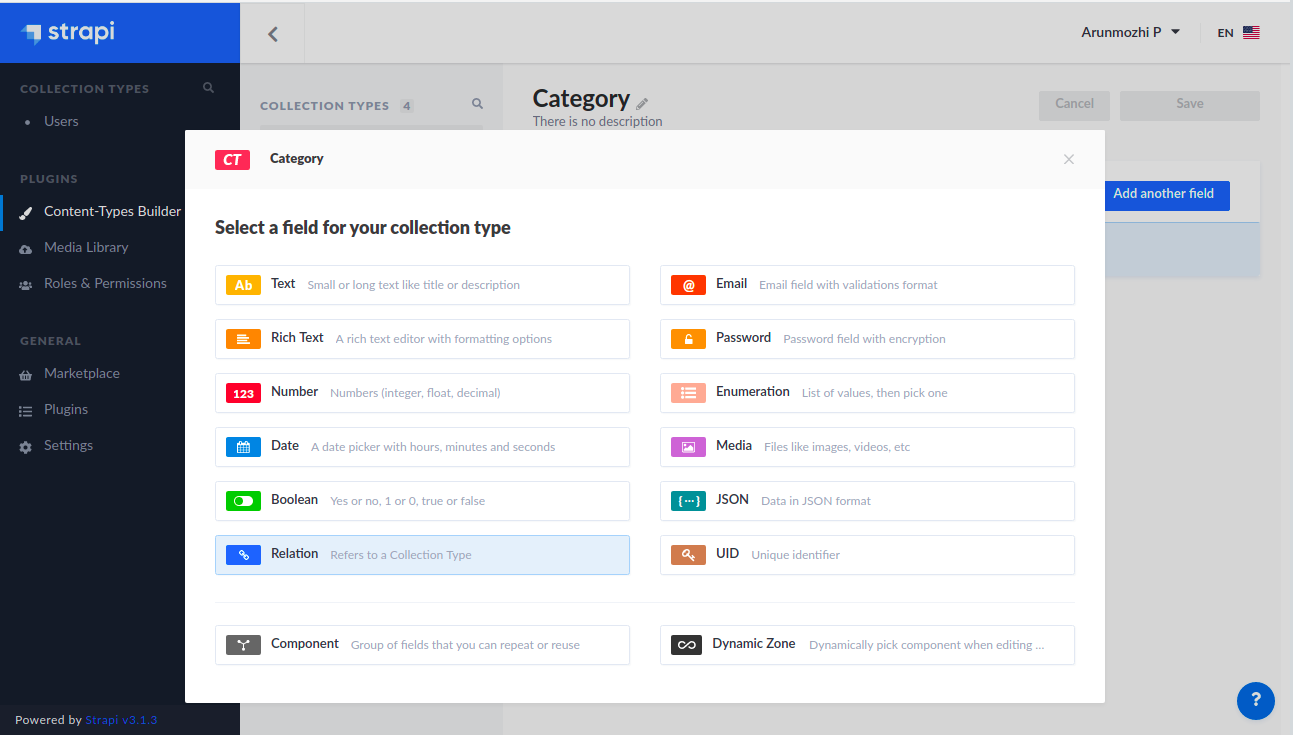 strapi
Arunmozhi P
EN
COLLECTION TYPES
Users
PLUGINS
Content-Types Builder
Media Library
Roles & Permissions
GENERAL
Marketplace
Plugins
Settings
Powered by Strapi v3.1.3
COLLECTION TYPES 4
Category
There is no description
Cancel
Save
Add another field
CT Category
Select a field for your collection type
Ab Text Small or long text like title or description
@ Email Email field with validations format
Rich Text A rich text editor with formatting options
Password Password field with encryption
123 Number Numbers (integer, float, decimal)
Enumeration List of values, then pick one
Date A date picker with hours, minutes and seconds
Media Files like images, videos, etc
Boolean Yes or no, 1 or 0, true or false
{...} JSON Data in JSON format
Relation Refers to a Collection Type
UID Unique identifier
Component Group of fields that you can repeat or reuse
Dynamic Zone Dynamically pick component when editing ...
?